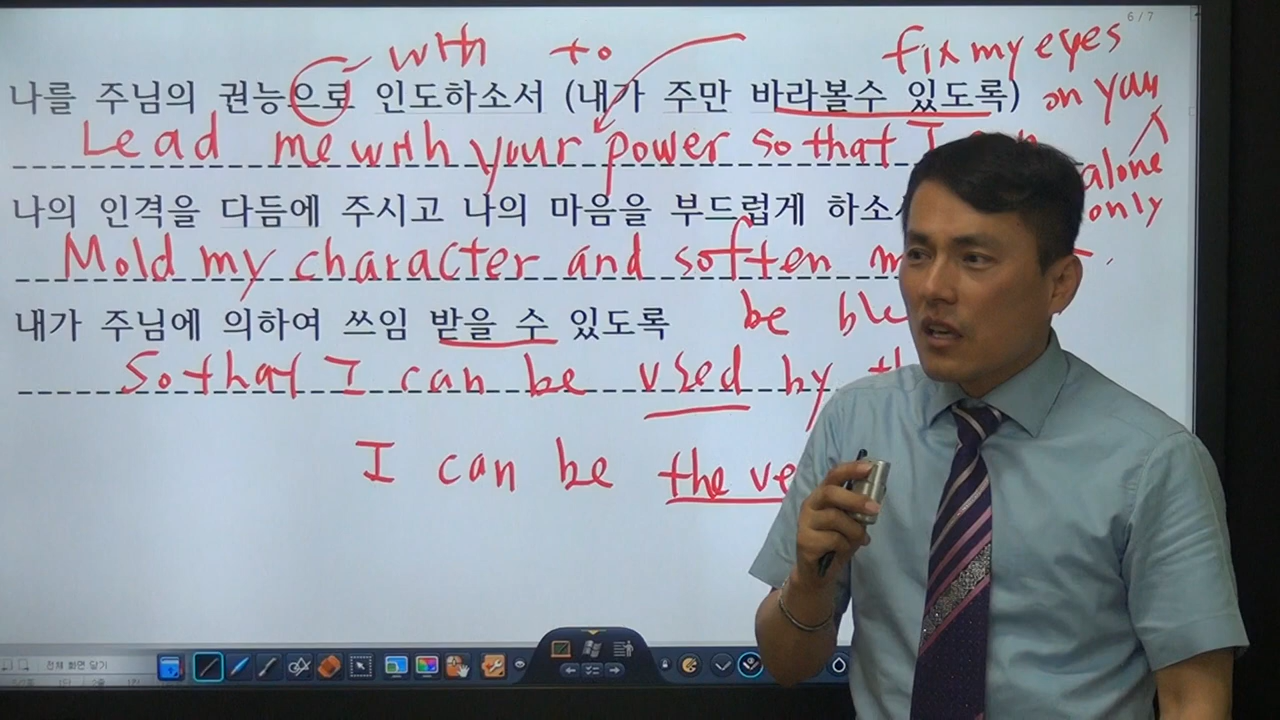 6/7
with to fix my eyes
나를 주님의 권능으로 인도하소서 (내가 주만 바라볼수 있도록) on you
Lead me with your power so that I can
alone
나의 인격을 다듬에 주시고 나의 마음을 부드럽게 only
Mold my character and soften
내가 주님에 의하여 쓰임 받을 수 있도록 be
So that I can be used by
I can be the
전체 화면 닫기